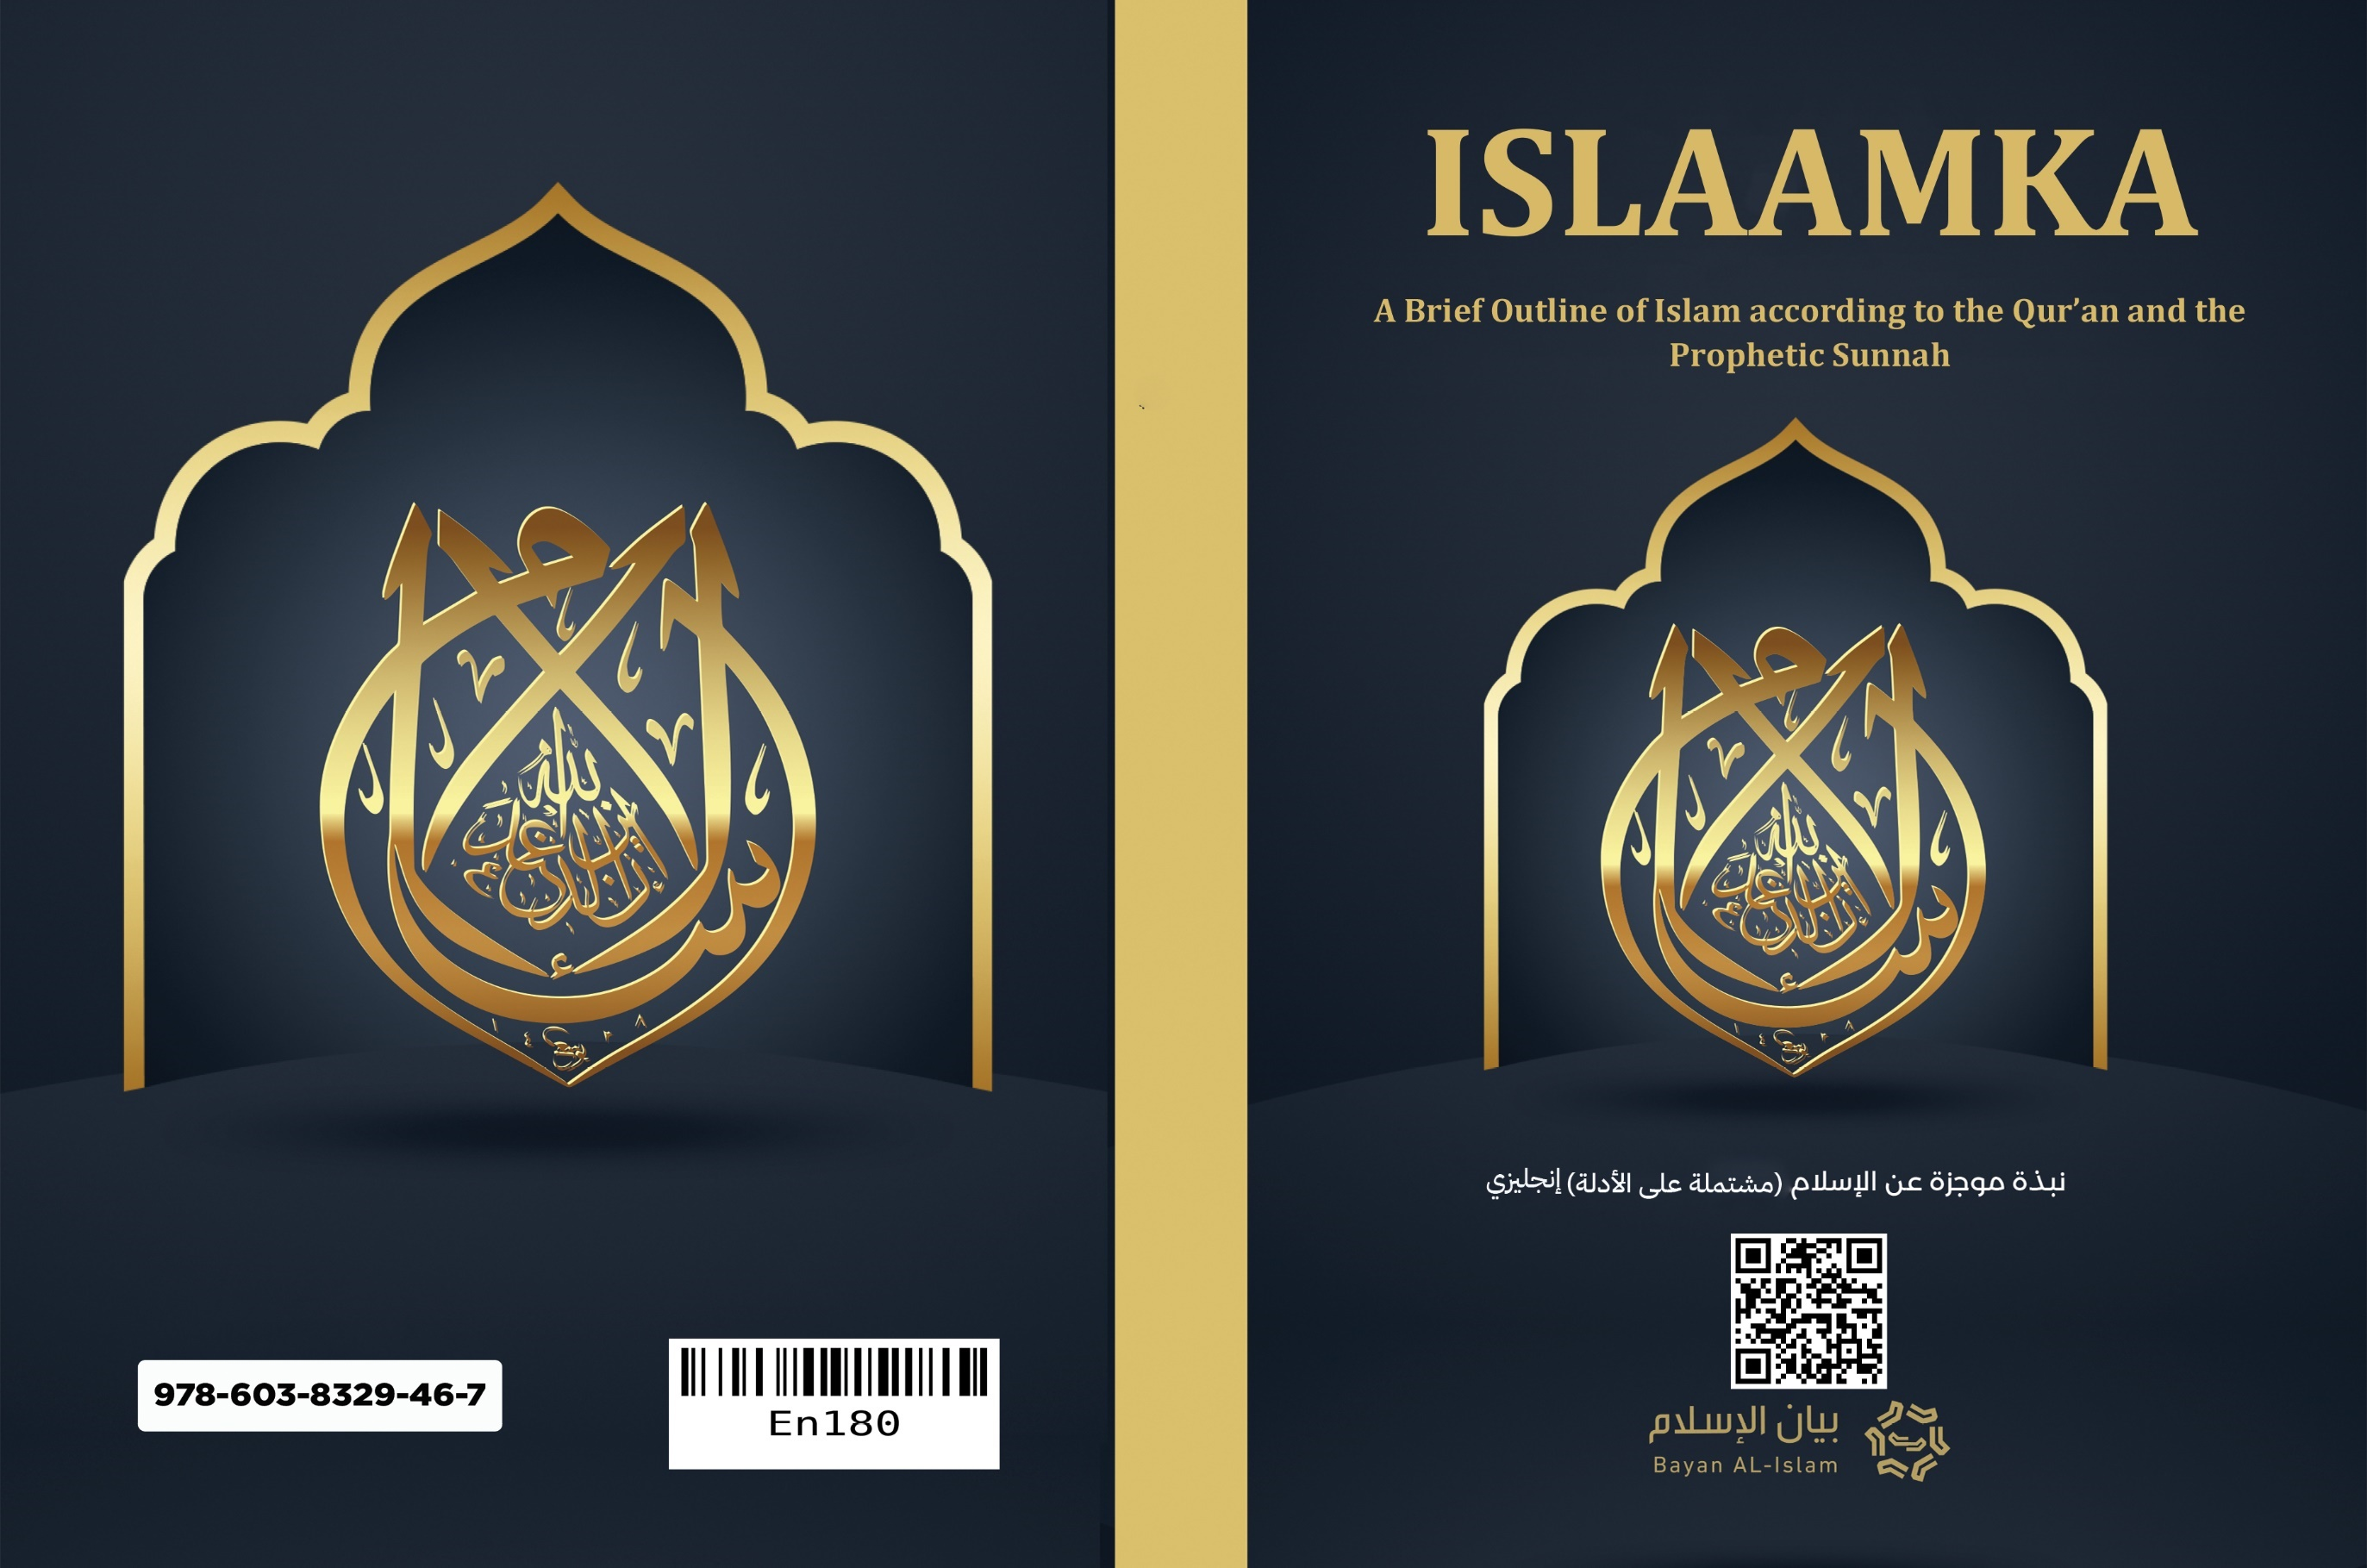 ISLAAMKA
A Brief Outline of Islam according to the Qur’an and the
Prophetic Sunnah
نبذة موجزة عن الإسلام (مشتملة على الأدلة) إنجليزي
بيان الإسلام
Bayan AL-Islam
978-603-8329-46-7
En180